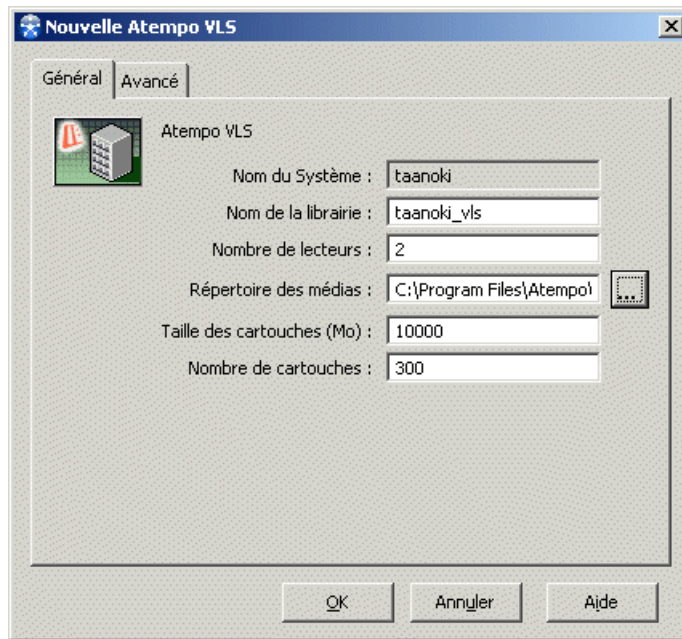 Nouvelle Atempo VLS
Général Avancé
Atempo VLS
Nom du Système : taanoki
Nom de la librairie : taanoki_vls
Nombre de lecteurs : 2
Répertoire des médias : C:\Program Files\Atempo\ ...
Taille des cartouches (Mo) : 10000
Nombre de cartouches : 300
OK Annuler Aide